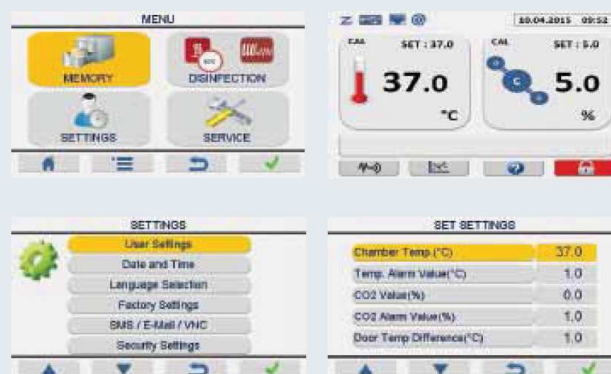 MENU
MEMORY
DISINFECTION
SETTINGS
SERVICE
10.04.2015 09:52
CAL SET : 37.0
37.0
°C
CAL SET : 5.0
C
5.0
%
SETTINGS
User Settings
Date and Time
Language Selection
Factory Settings
SMS / E-Mail / VNC
Security Settings
SET SETTINGS
Chamber Temp.(°C) 37.0
Temp. Alarm Value(°C) 1.0
CO2 Value(%) 0.0
CO2 Alarm Value(%) 1.0
Door Temp Difference(°C) 1.0